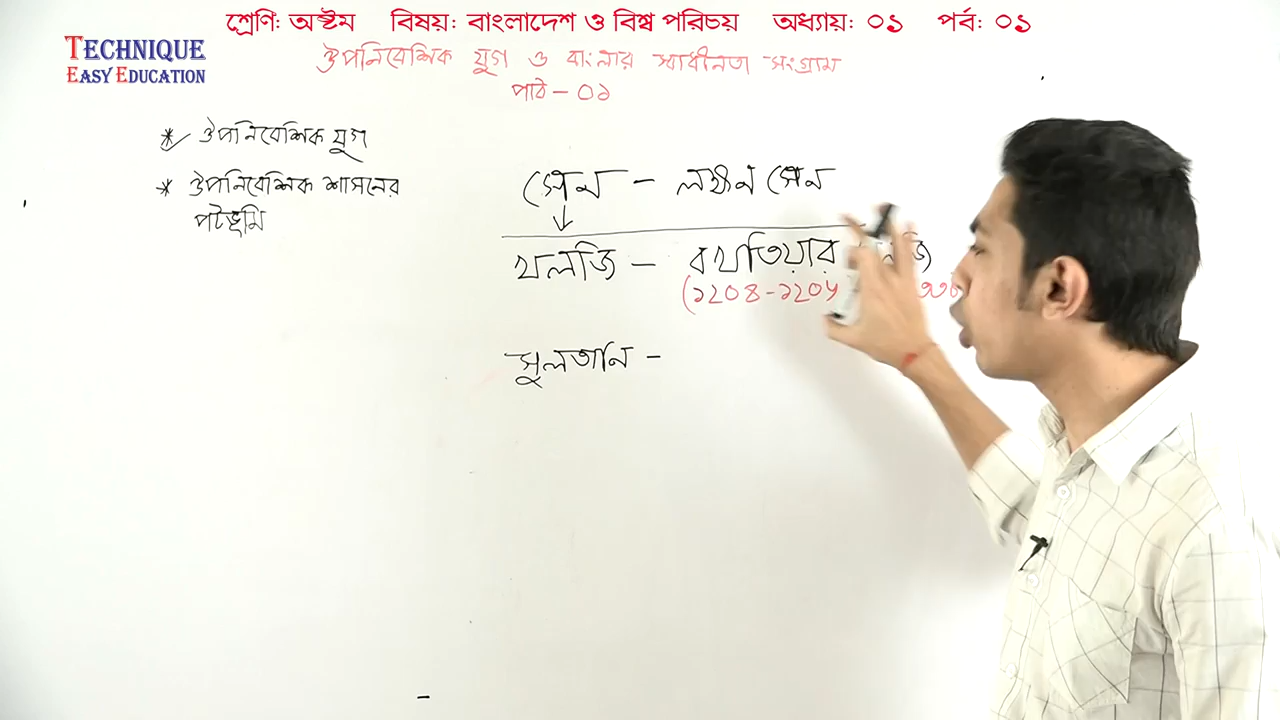 শ্রেণি: অষ্টম বিষয়: বাংলাদেশ ও বিশ্ব পরিচয় অধ্যায়: ০১ পর্ব: ০১
TECHNIQUE
EASY EDUCATION
ঔপনিবেশিক যুগ ও বাংলার স্বাধীনতা সংগ্রাম
পাঠ - ০১
* ঔপনিবেশিক যুগ
* ঔপনিবেশিক শাসনের
পটভূমি
সেন - লক্ষণ সেন
খলজি - বখতিয়ার
(১২০৪-১২০৬
সুলতানি -